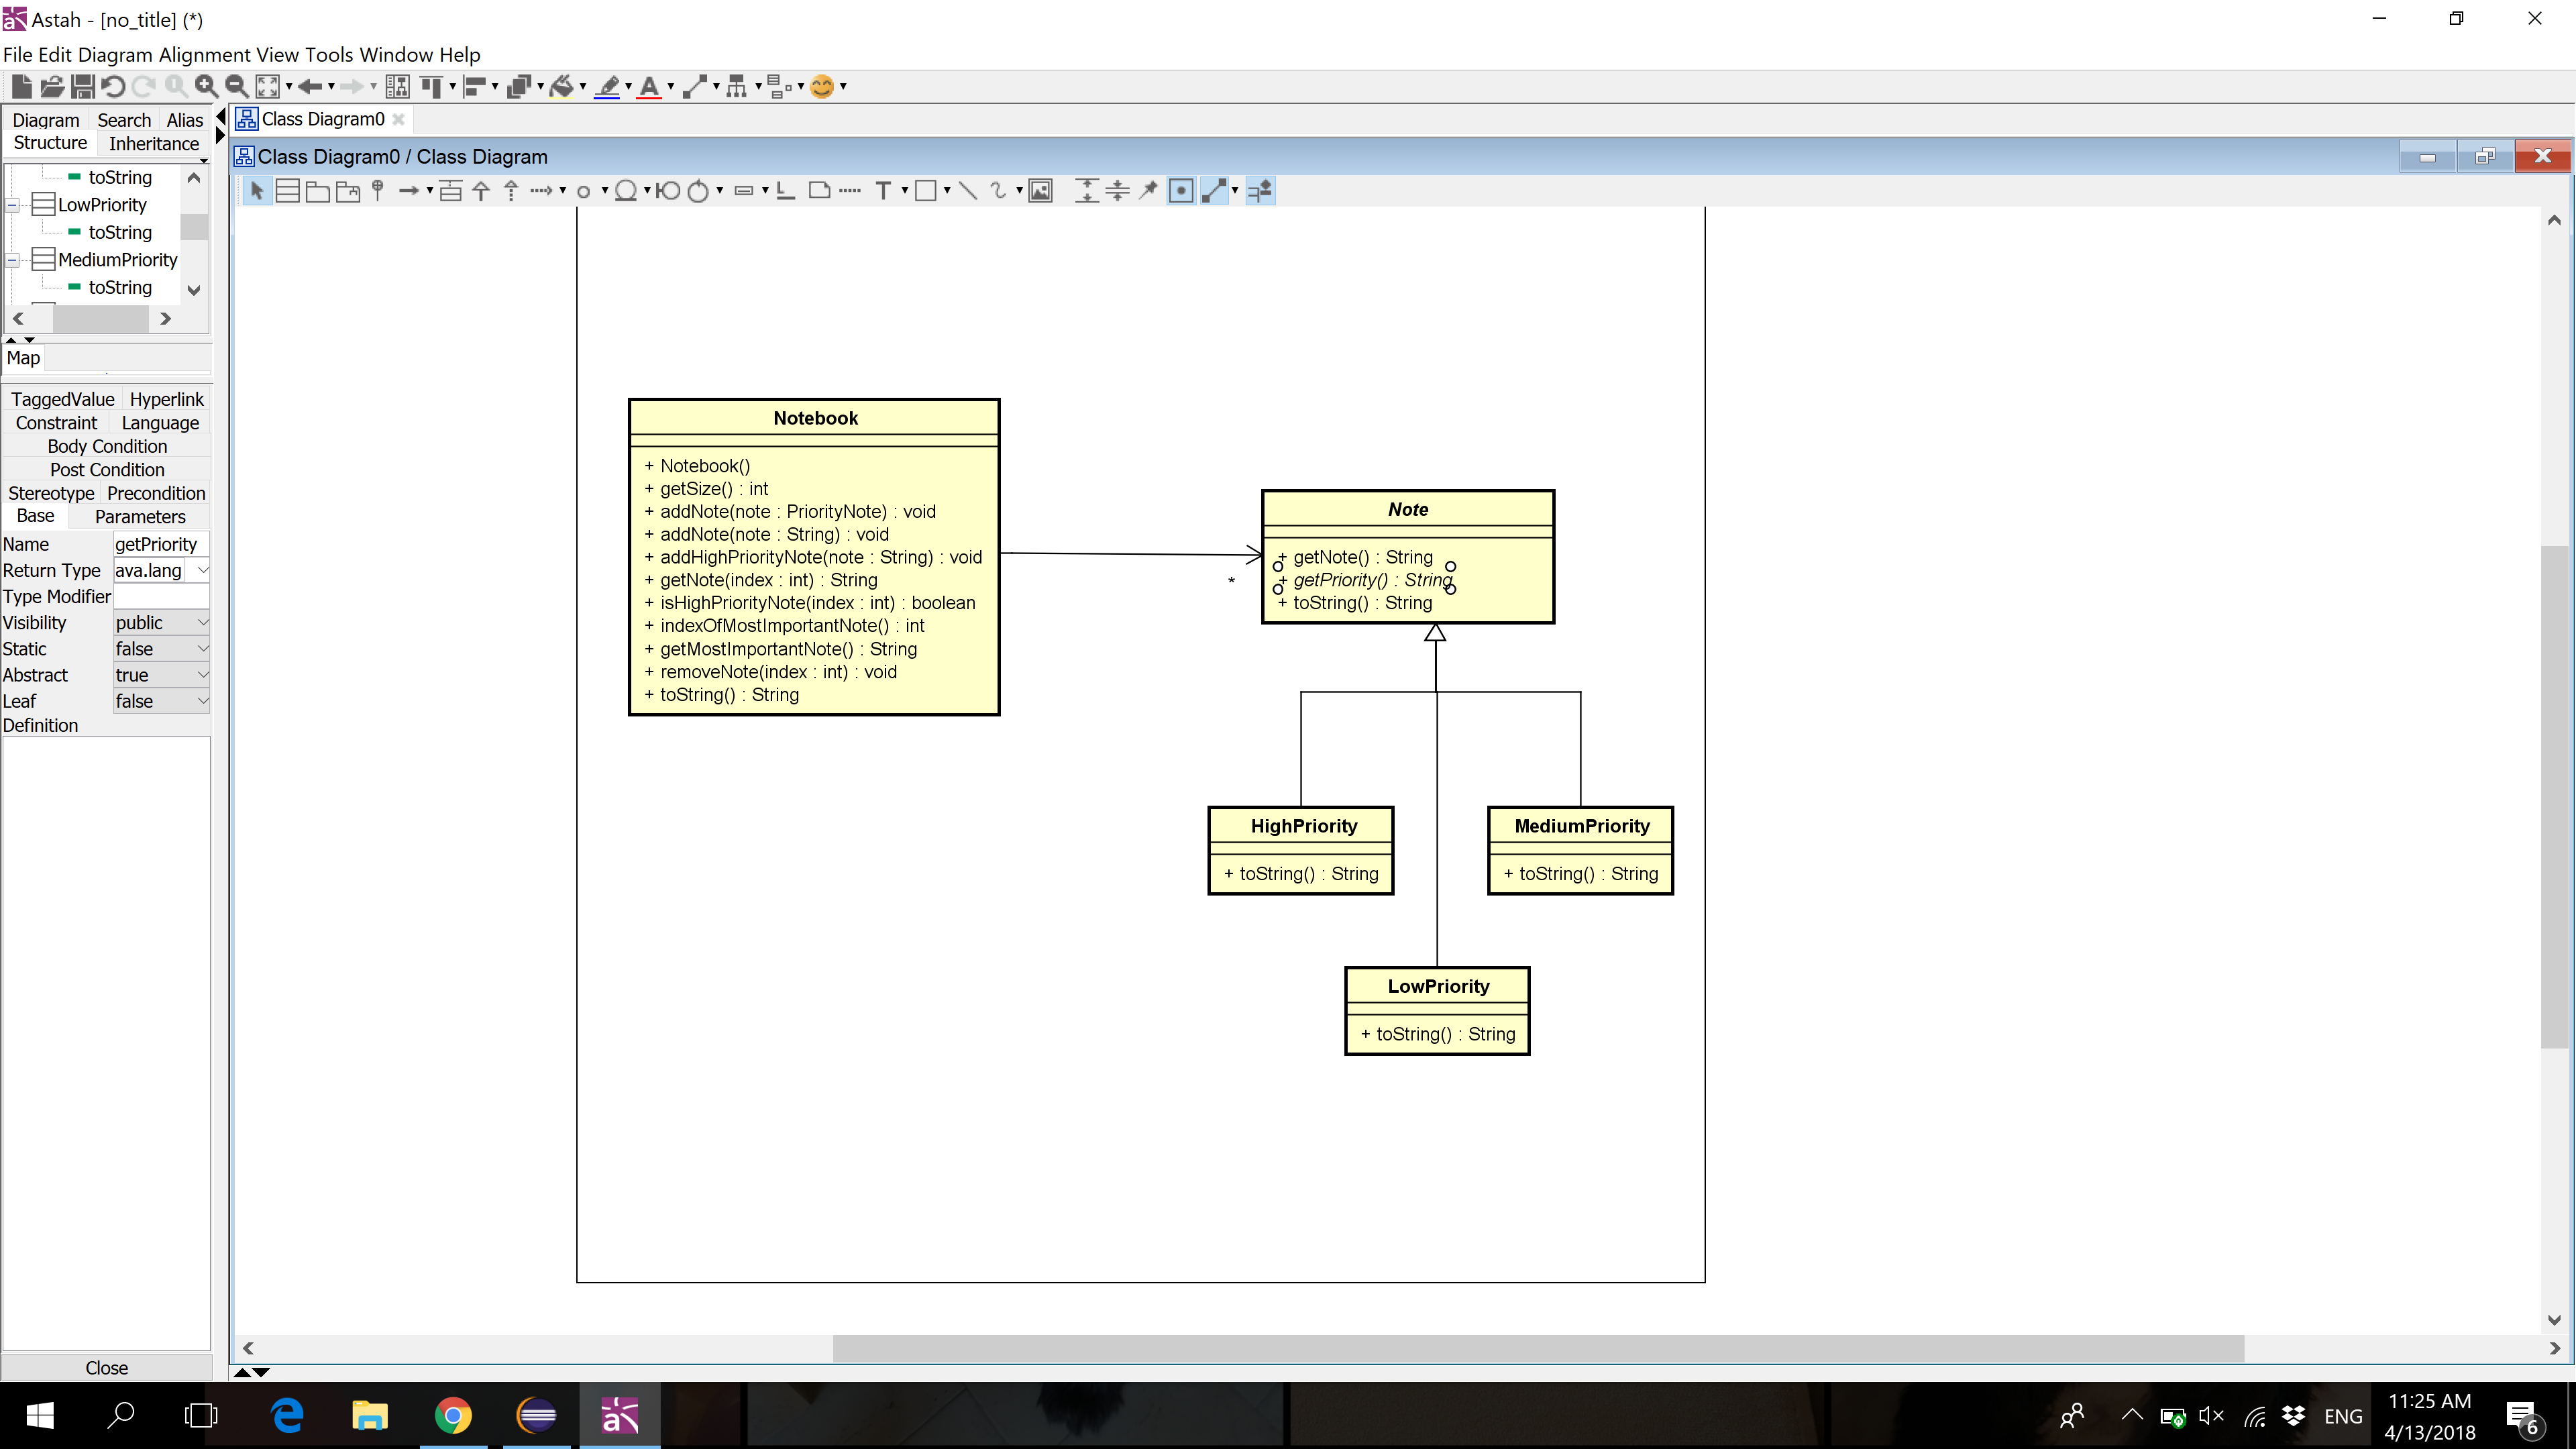 Astah - [no_title] (*)
File Edit Diagram Alignment View Tools Window Help
Diagram Search Alias
Structure Inheritance
toString
LowPriority
toString
MediumPriority
toString
Map
TaggedValue Hyperlink
Constraint Language
Body Condition
Post Condition
Stereotype Precondition
Base Parameters
Name getPriority
Return Type ava.lang
Type Modifier
Visibility public
Static false
Abstract true
Leaf false
Definition
Close
Class Diagram0
Class Diagram0 / Class Diagram
Notebook
+ Notebook()
+ getSize() : int
+ addNote(note : PriorityNote) : void
+ addNote(note : String) : void
+ addHighPriorityNote(note : String) : void
+ getNote(index : int) : String
+ isHighPriorityNote(index : int) : boolean
+ indexOfMostImportantNote() : int
+ getMostImportantNote() : String
+ removeNote(index : int) : void
+ toString() : String
*
Note
+ getNote() : String
+ getPriority() : String
+ toString() : String
HighPriority
+ toString() : String
MediumPriority
+ toString() : String
LowPriority
+ toString() : String
ENG
11:25 AM
4/13/2018
6